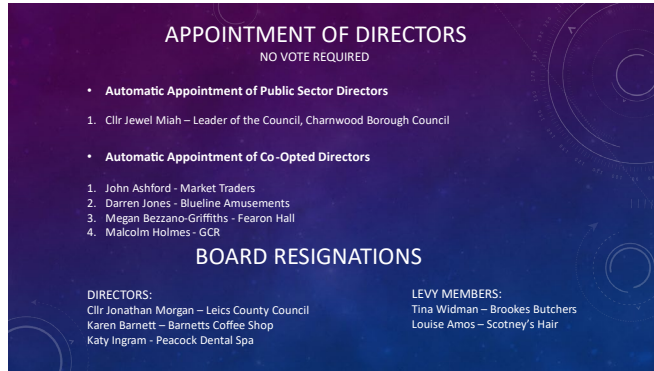 APPOINTMENT OF DIRECTORS
NO VOTE REQUIRED
• Automatic Appointment of Public Sector Directors
1. Cllr Jewel Miah – Leader of the Council, Charnwood Borough Council
• Automatic Appointment of Co-Opted Directors
1. John Ashford - Market Traders
2. Darren Jones - Blueline Amusements
3. Megan Bezzano-Griffiths - Fearon Hall
4. Malcolm Holmes - GCR
BOARD RESIGNATIONS
DIRECTORS:
Cllr Jonathan Morgan – Leics County Council
Karen Barnett – Barnetts Coffee Shop
Katy Ingram - Peacock Dental Spa
LEVY MEMBERS:
Tina Widman – Brookes Butchers
Louise Amos – Scotney's Hair